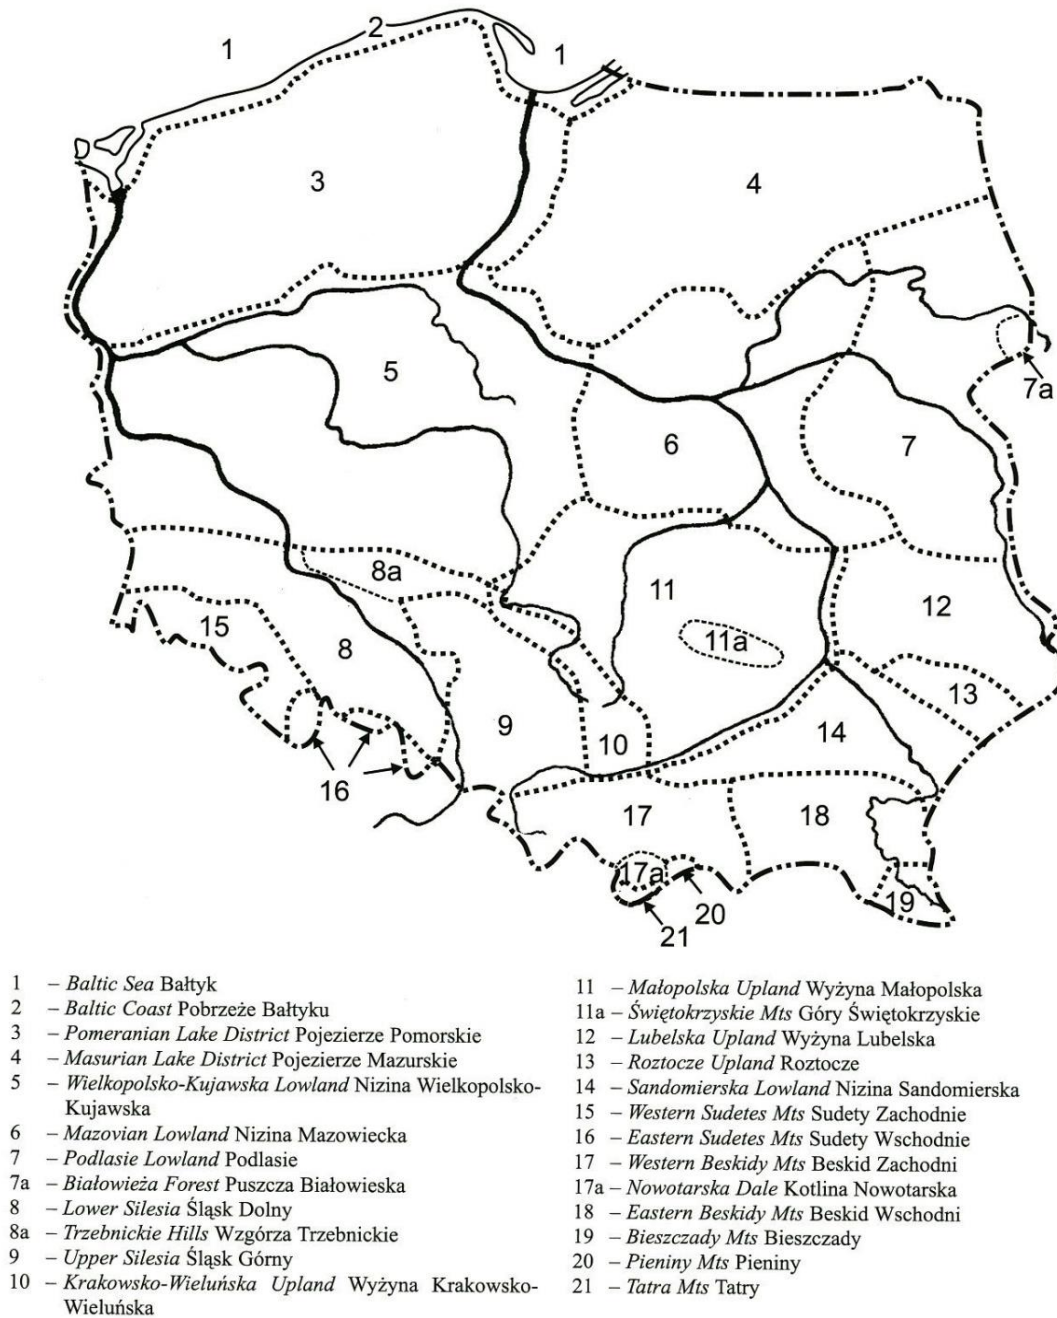 1
2
1
3
4
5
6
7
7a
8a
8
15
16
9
10
11
11a
12
13
14
17
17a
18
19
20
21
1 – Baltic Sea Bałtyk
2 – Baltic Coast Pobrzeże Bałtyku
3 – Pomeranian Lake District Pojezierze Pomorskie
4 – Masurian Lake District Pojezierze Mazurskie
5 – Wielkopolsko-Kujawska Lowland Nizina Wielkopolsko-
Kujawska
6 – Mazovian Lowland Nizina Mazowiecka
7 – Podlasie Lowland Podlasie
7a – Białowieża Forest Puszcza Białowieska
8 – Lower Silesia Śląsk Dolny
8a – Trzebnickie Hills Wzgórza Trzebnickie
9 – Upper Silesia Śląsk Górny
10 – Krakowsko-Wieluńska Upland Wyżyna Krakowsko-
Wieluńska
11 – Małopolska Upland Wyżyna Małopolska
11a – Świętokrzyskie Mts Góry Świętokrzyskie
12 – Lubelska Upland Wyżyna Lubelska
13 – Roztocze Upland Roztocze
14 – Sandomierska Lowland Nizina Sandomierska
15 – Western Sudetes Mts Sudety Zachodnie
16 – Eastern Sudetes Mts Sudety Wschodnie
17 – Western Beskidy Mts Beskid Zachodni
17a – Nowotarska Dale Kotlina Nowotarska
18 – Eastern Beskidy Mts Beskid Wschodni
19 – Bieszczady Mts Bieszczady
20 – Pieniny Mts Pieniny
21 – Tatra Mts Tatry